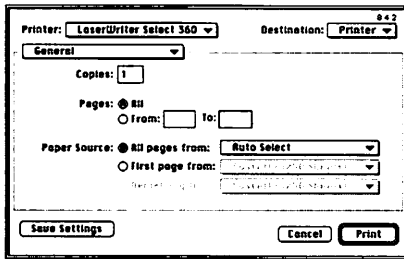 8 4 2
Printer: LaserWriter Select 360 Destination: Printer
General
Copies: 1
Pages: All
From: To:
Paper Source: All pages from: Auto Select
First page from:
Save Settings Cancel Print